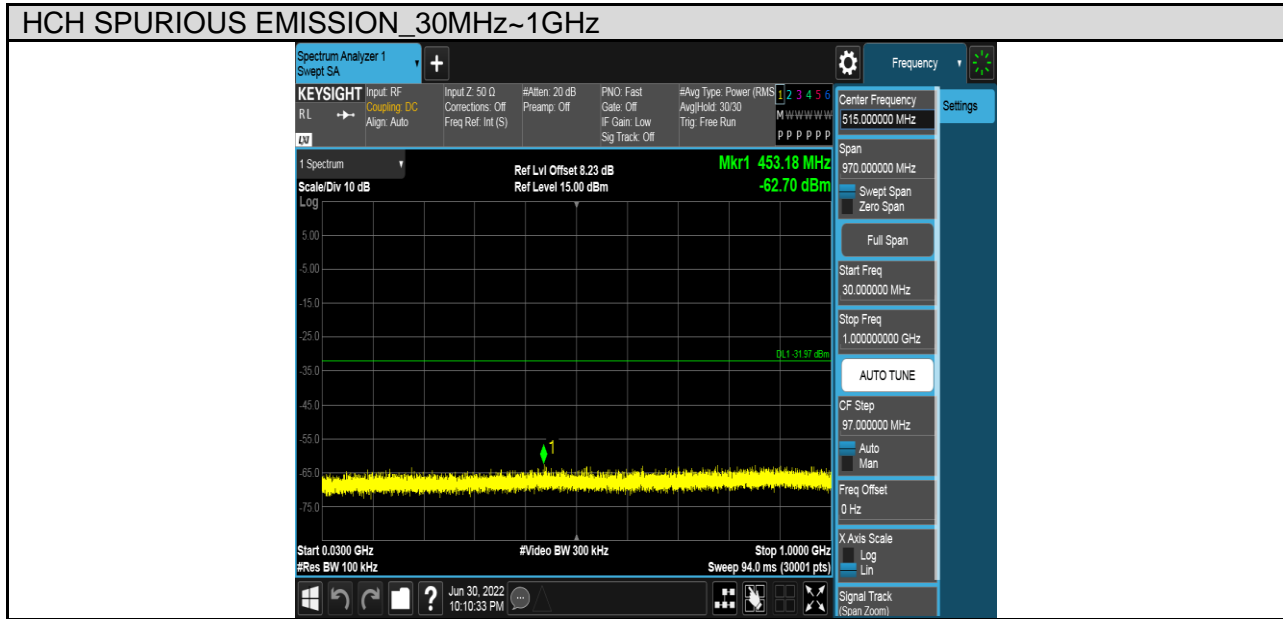 HCH SPURIOUS EMISSION_30MHz~1GHz
Spectrum Analyzer 1
Swept SA
+
Frequency
KEYSIGHT
RL
LXI
Input: RF
Coupling: DC
Align: Auto
Input Z: 50 Ω
Corrections: Off
Freq Ref: Int (S)
#Atten: 20 dB
Preamp: Off
PNO: Fast
Gate: Off
IF Gain: Low
Sig Track: Off
#Avg Type: Power (RMS
Avg|Hold: 30/30
Trig: Free Run
1 2 3 4 5 6
M W W W W W
P P P P P P
1 Spectrum
Scale/Div 10 dB
Log
Ref Lvl Offset 8.23 dB
Ref Level 15.00 dBm
Mkr1 453.18 MHz
-62.70 dBm
5.00
-5.00
-15.0
-25.0
DL1 -31.97 dBm
-35.0
-45.0
-55.0
1
-65.0
-75.0
Start 0.0300 GHz
#Res BW 100 kHz
#Video BW 300 kHz
Stop 1.0000 GHz
Sweep 94.0 ms (30001 pts)
?
Jun 30, 2022
10:10:33 PM
Center Frequency
515.000000 MHz
Settings
Span
970.000000 MHz
Swept Span
Zero Span
Full Span
Start Freq
30.000000 MHz
Stop Freq
1.000000000 GHz
AUTO TUNE
CF Step
97.000000 MHz
Auto
Man
Freq Offset
0 Hz
X Axis Scale
Log
Lin
Signal Track
(Span Zoom)